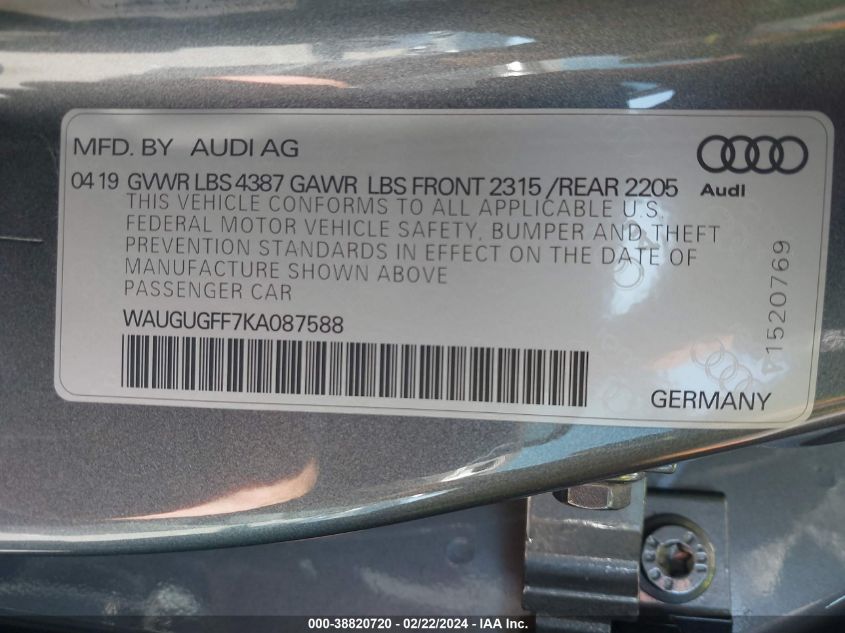 MFD. BY AUDI AG
0419 GVWR LBS 4387 GAWR LBS FRONT 2315 /REAR 2205
Audi
THIS VEHICLE CONFORMS TO ALL APPLICABLE U.S.
FEDERAL MOTOR VEHICLE SAFETY, BUMPER AND THEFT
PREVENTION STANDARDS IN EFFECT ON THE DATE OF
MANUFACTURE SHOWN ABOVE
PASSENGER CAR
WAUGUGFF7KA087588
1520769
GERMANY
000-38820720 - 02/22/2024 - IAA Inc.